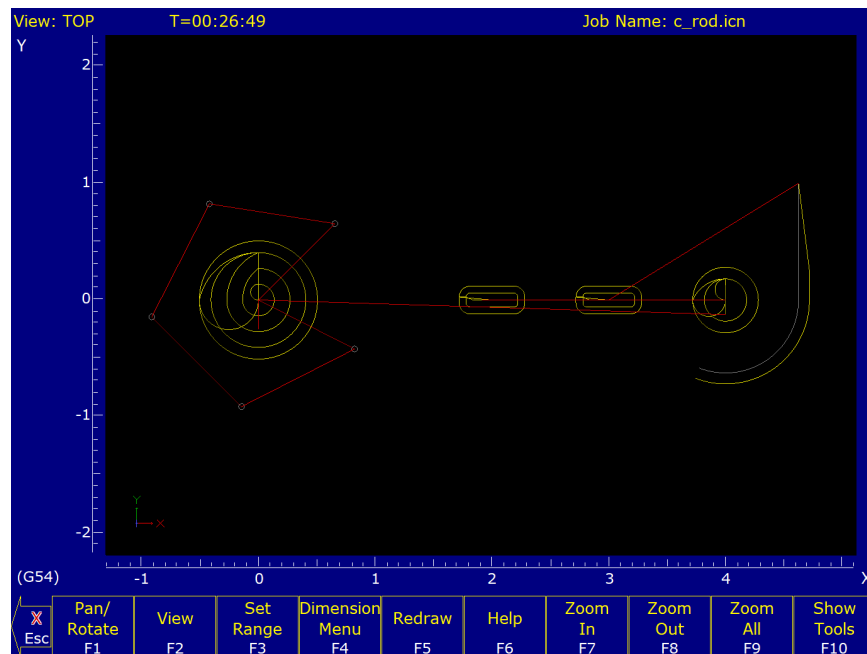 View: TOP T=00:26:49 Job Name: c_rod.icn
Y
2
1
0
-1
-2
Y
X
(G54) -1 0 1 2 3 4 X
X Esc
Pan/ Rotate F1
View F2
Set Range F3
Dimension Menu F4
Redraw F5
Help F6
Zoom In F7
Zoom Out F8
Zoom All F9
Show Tools F10